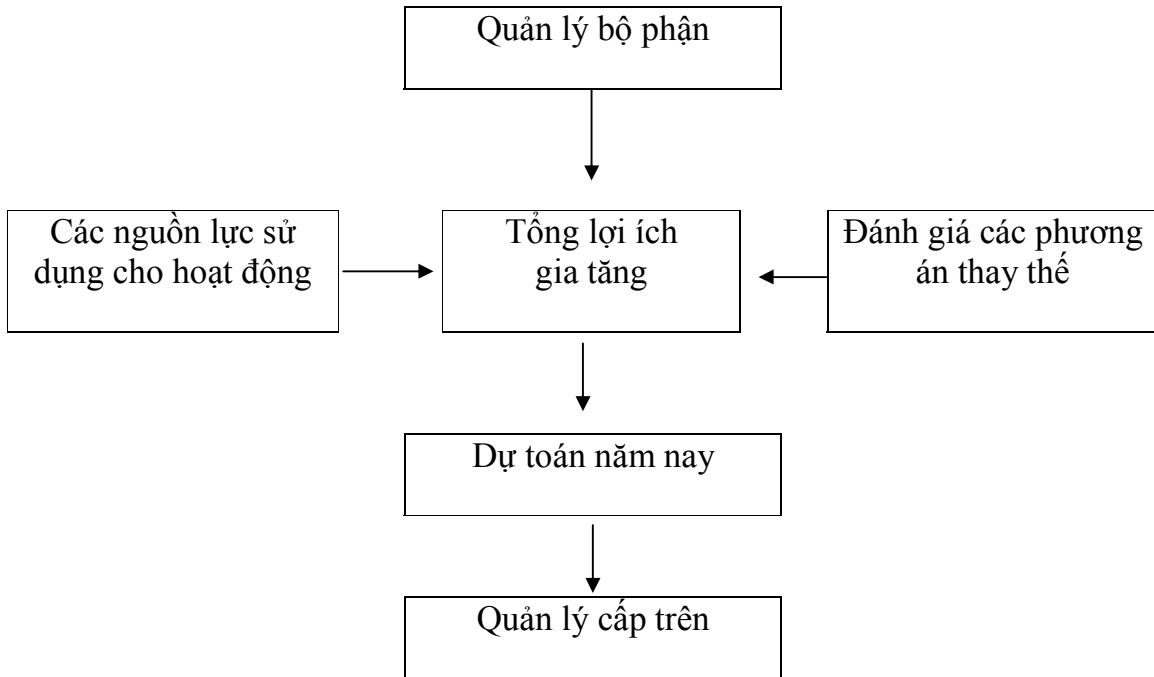 Quản lý bộ phận
Các nguồn lực sử
dụng cho hoạt động
Tổng lợi ích
gia tăng
Đánh giá các phương
án thay thế
Dự toán năm nay
Quản lý cấp trên